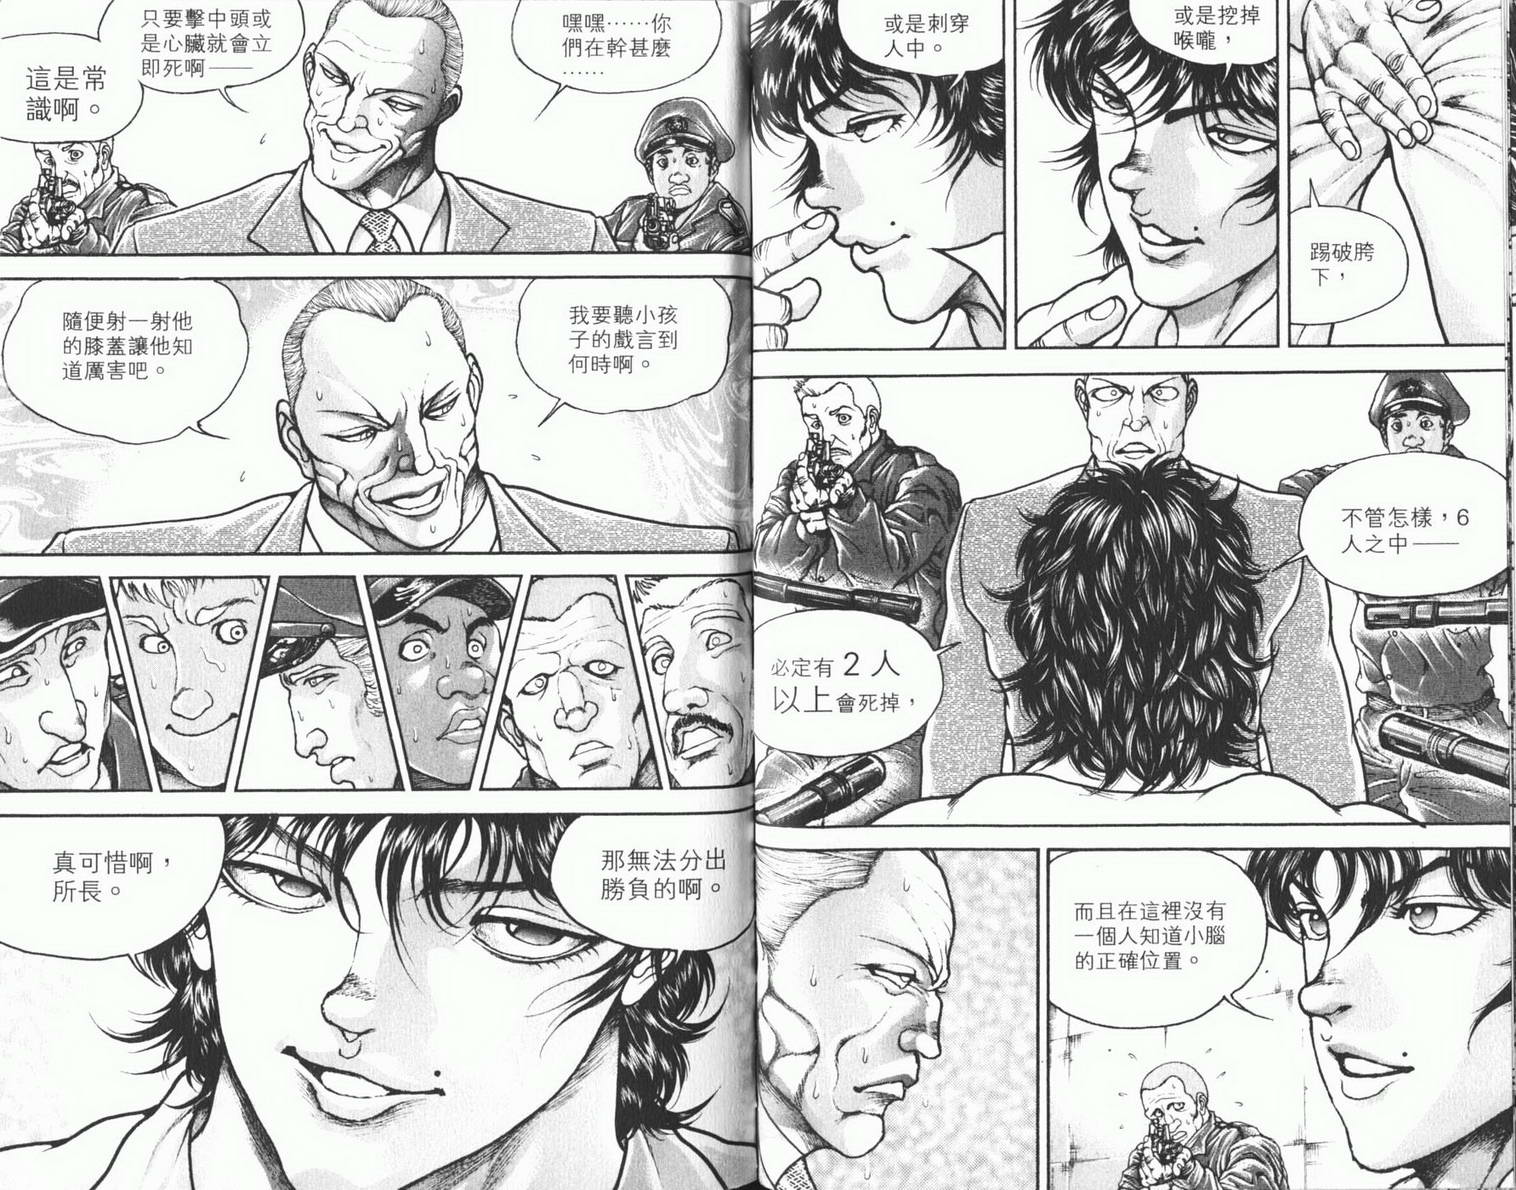 踢破胯
下，
或是挖掉
喉嚨，
或是刺穿
人中。
不管怎樣，6
人之中——
必定有２人
以上會死掉，
而且在這裡沒有
一個人知道小腦
的正確位置。
嘿嘿……你
們在幹甚麼
……
只要擊中頭或
是心臟就會立
即死啊——
這是常
識啊。
我要聽小孩
子的戲言到
何時啊。
隨便射一射他
的膝蓋讓他知
道厲害吧。
那無法分出
勝負的啊。
真可惜啊，
所長。